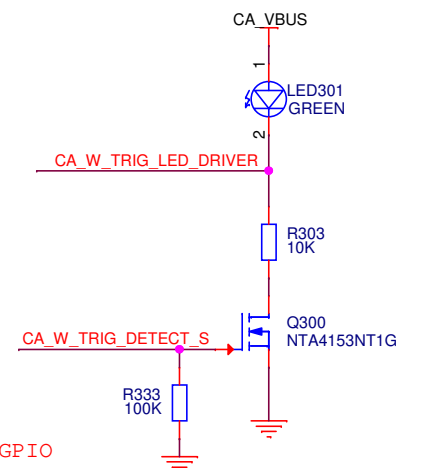 CA_VBUS
1
LED301
GREEN
2
CA_W_TRIG_LED_DRIVER
R303
10K
Q300
NTA4153NT1G
CA_W_TRIG_DETECT_S
R333
100K
GPIO